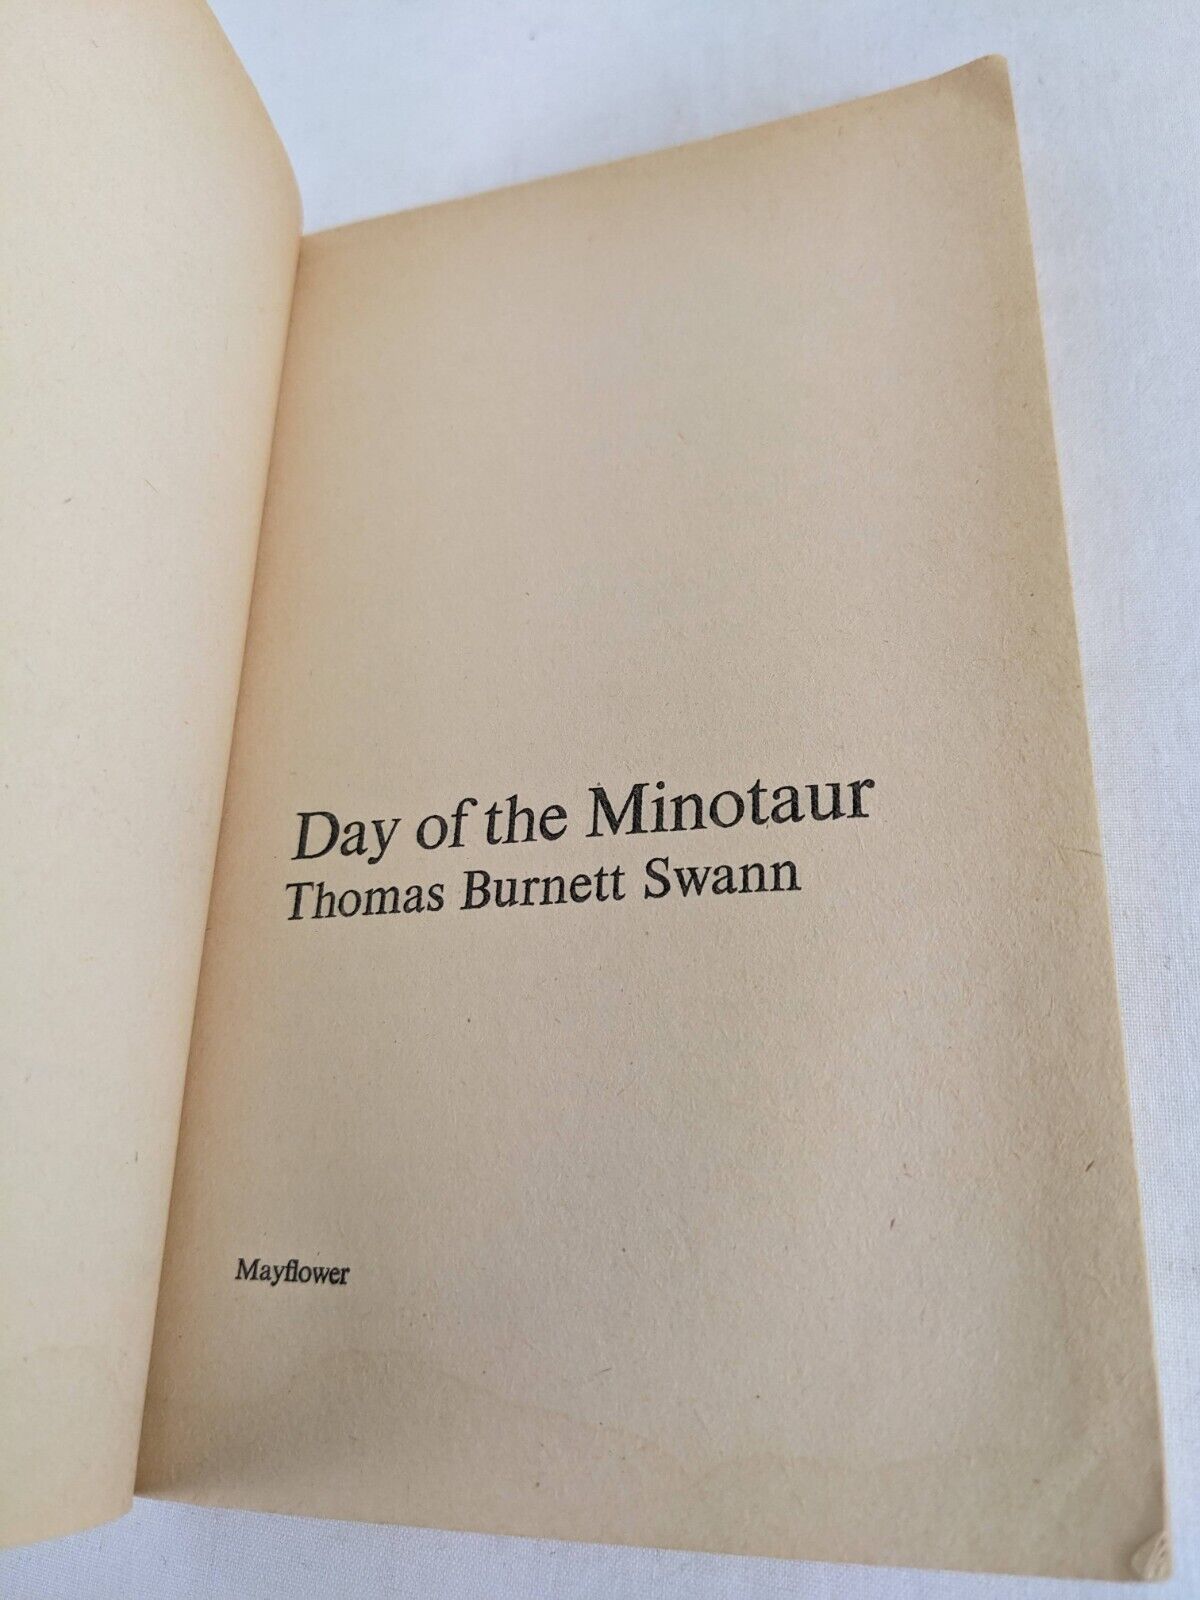 Day of the Minotaur
Thomas Burnett Swann
Mayflower